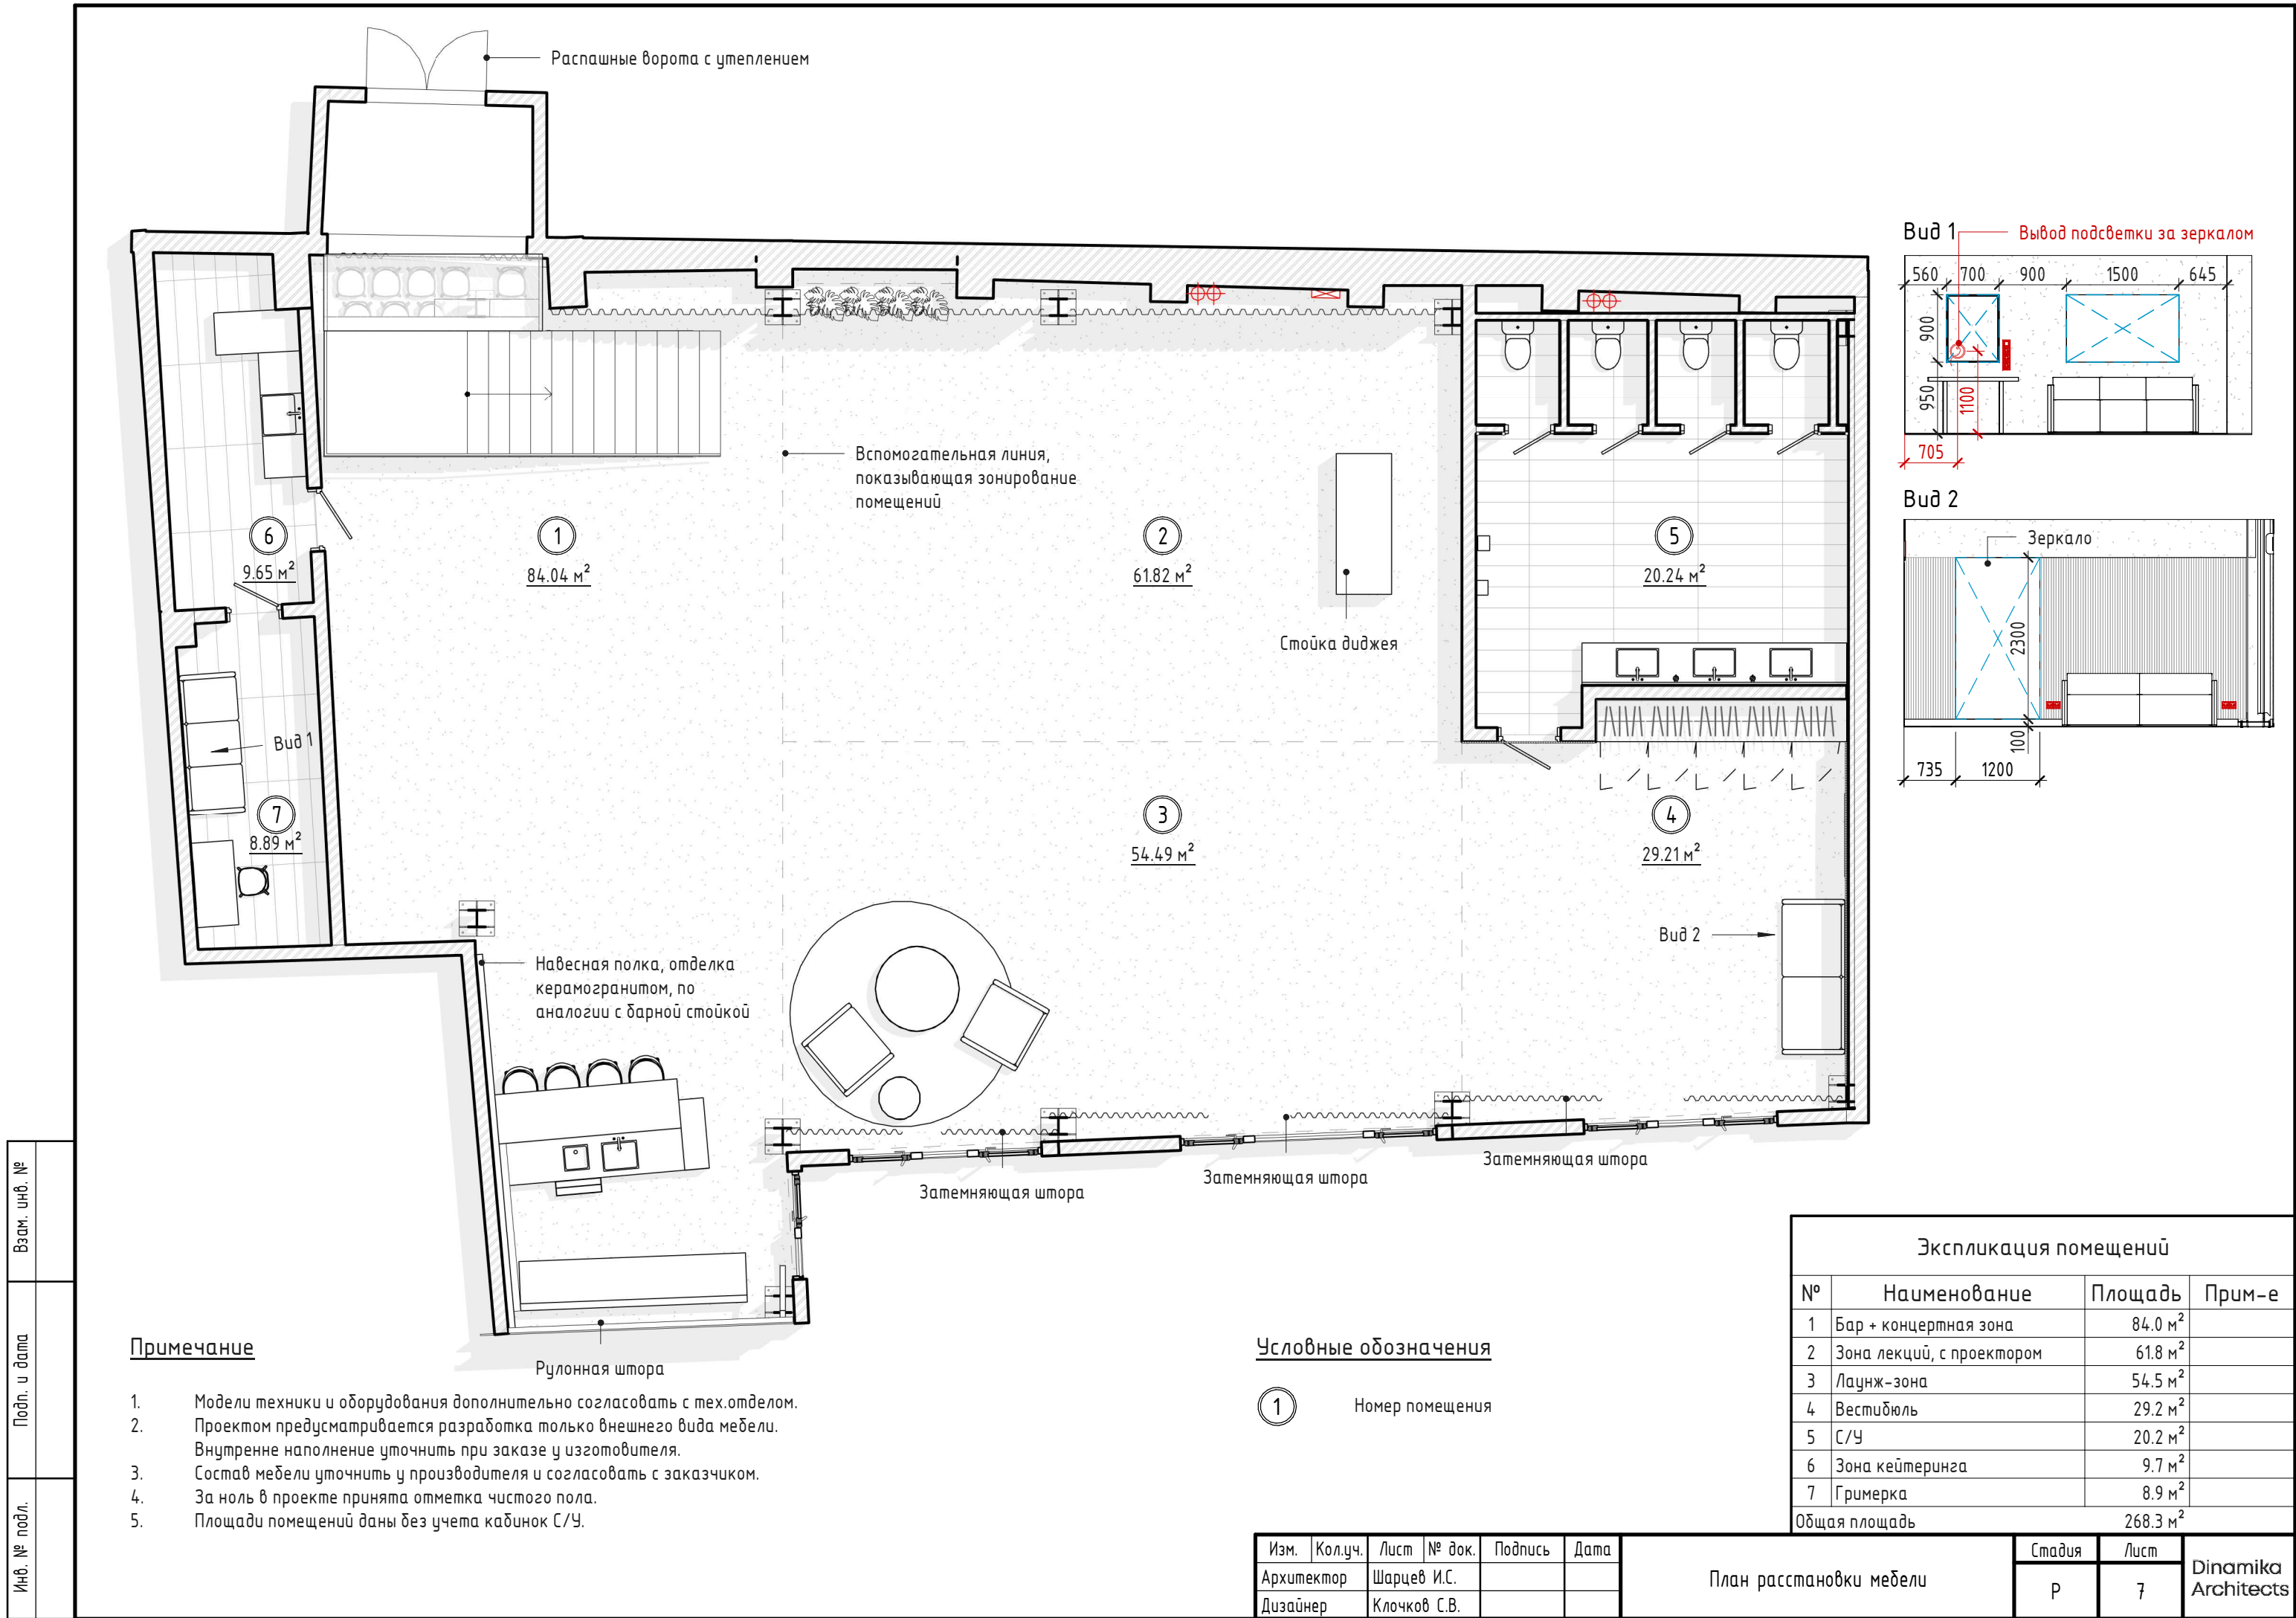 Распашные ворота с утеплением
Вспомогательная линия,
показывающая зонирование
помещений
6
9.65 м²
1
84.04 м²
2
61.82 м²
5
20.24 м²
Стойка диджея
Вид 1
7
8.89 м²
3
54.49 м²
4
29.21 м²
Вид 2
Навесная полка, отделка
керамогранитом, по
аналогии с барной стойкой
Затемняющая штора
Затемняющая штора
Затемняющая штора
Рулонная штора
Вид 1
Вывод подсветки за зеркалом
560 700 900 1500 645
900
950
1100
705
Вид 2
Зеркало
2300
100
735 1200
Примечание
1. Модели техники и оборудования дополнительно согласовать с тех.отделом.
2. Проектом предусматривается разработка только внешнего вида мебели.
Внутренне наполнение уточнить при заказе у изготовителя.
3. Состав мебели уточнить у производителя и согласовать с заказчиком.
4. За ноль в проекте принята отметка чистого пола.
5. Площади помещений даны без учета кабинок С/У.
Условные обозначения
1 Номер помещения
Экспликация помещений
№ Наименование Площадь Прим-е
1 Бар + концертная зона 84.0 м²
2 Зона лекций, с проектором 61.8 м²
3 Лаунж-зона 54.5 м²
4 Вестибюль 29.2 м²
5 С/У 20.2 м²
6 Зона кейтеринга 9.7 м²
7 Гримерка 8.9 м²
Общая площадь 268.3 м²
Изм. Кол.уч. Лист № док. Подпись Дата
Архитектор Шарцев И.С.
Дизайнер Клочков С.В.
План расстановки мебели
Стадия Лист
Р 7
Dinamika
Architects
Взам. инв. №
Подп. и дата
Инв. № подл.